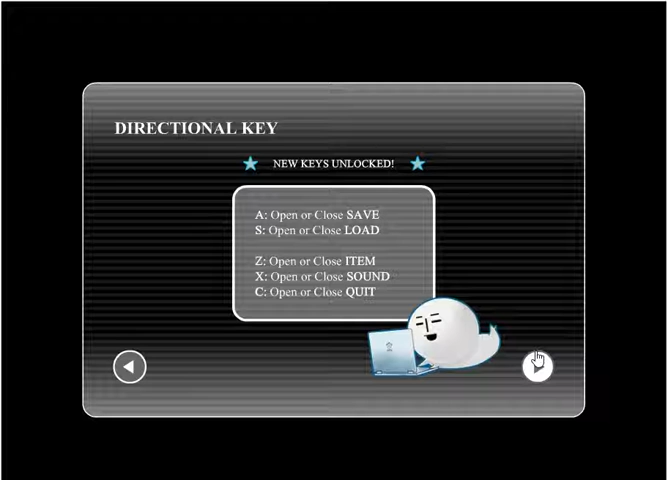 DIRECTIONAL KEY
NEW KEYS UNLOCKED!
A: Open or Close SAVE
S: Open or Close LOAD
Z: Open or Close ITEM
X: Open or Close SOUND
C: Open or Close QUIT